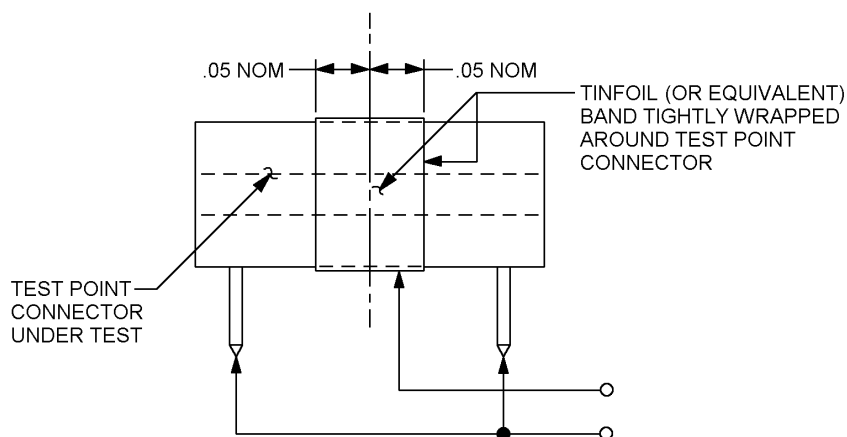 .05 NOM
.05 NOM
TINFOIL (OR EQUIVALENT)
BAND TIGHTLY WRAPPED
AROUND TEST POINT
CONNECTOR
TEST POINT
CONNECTOR
UNDER TEST